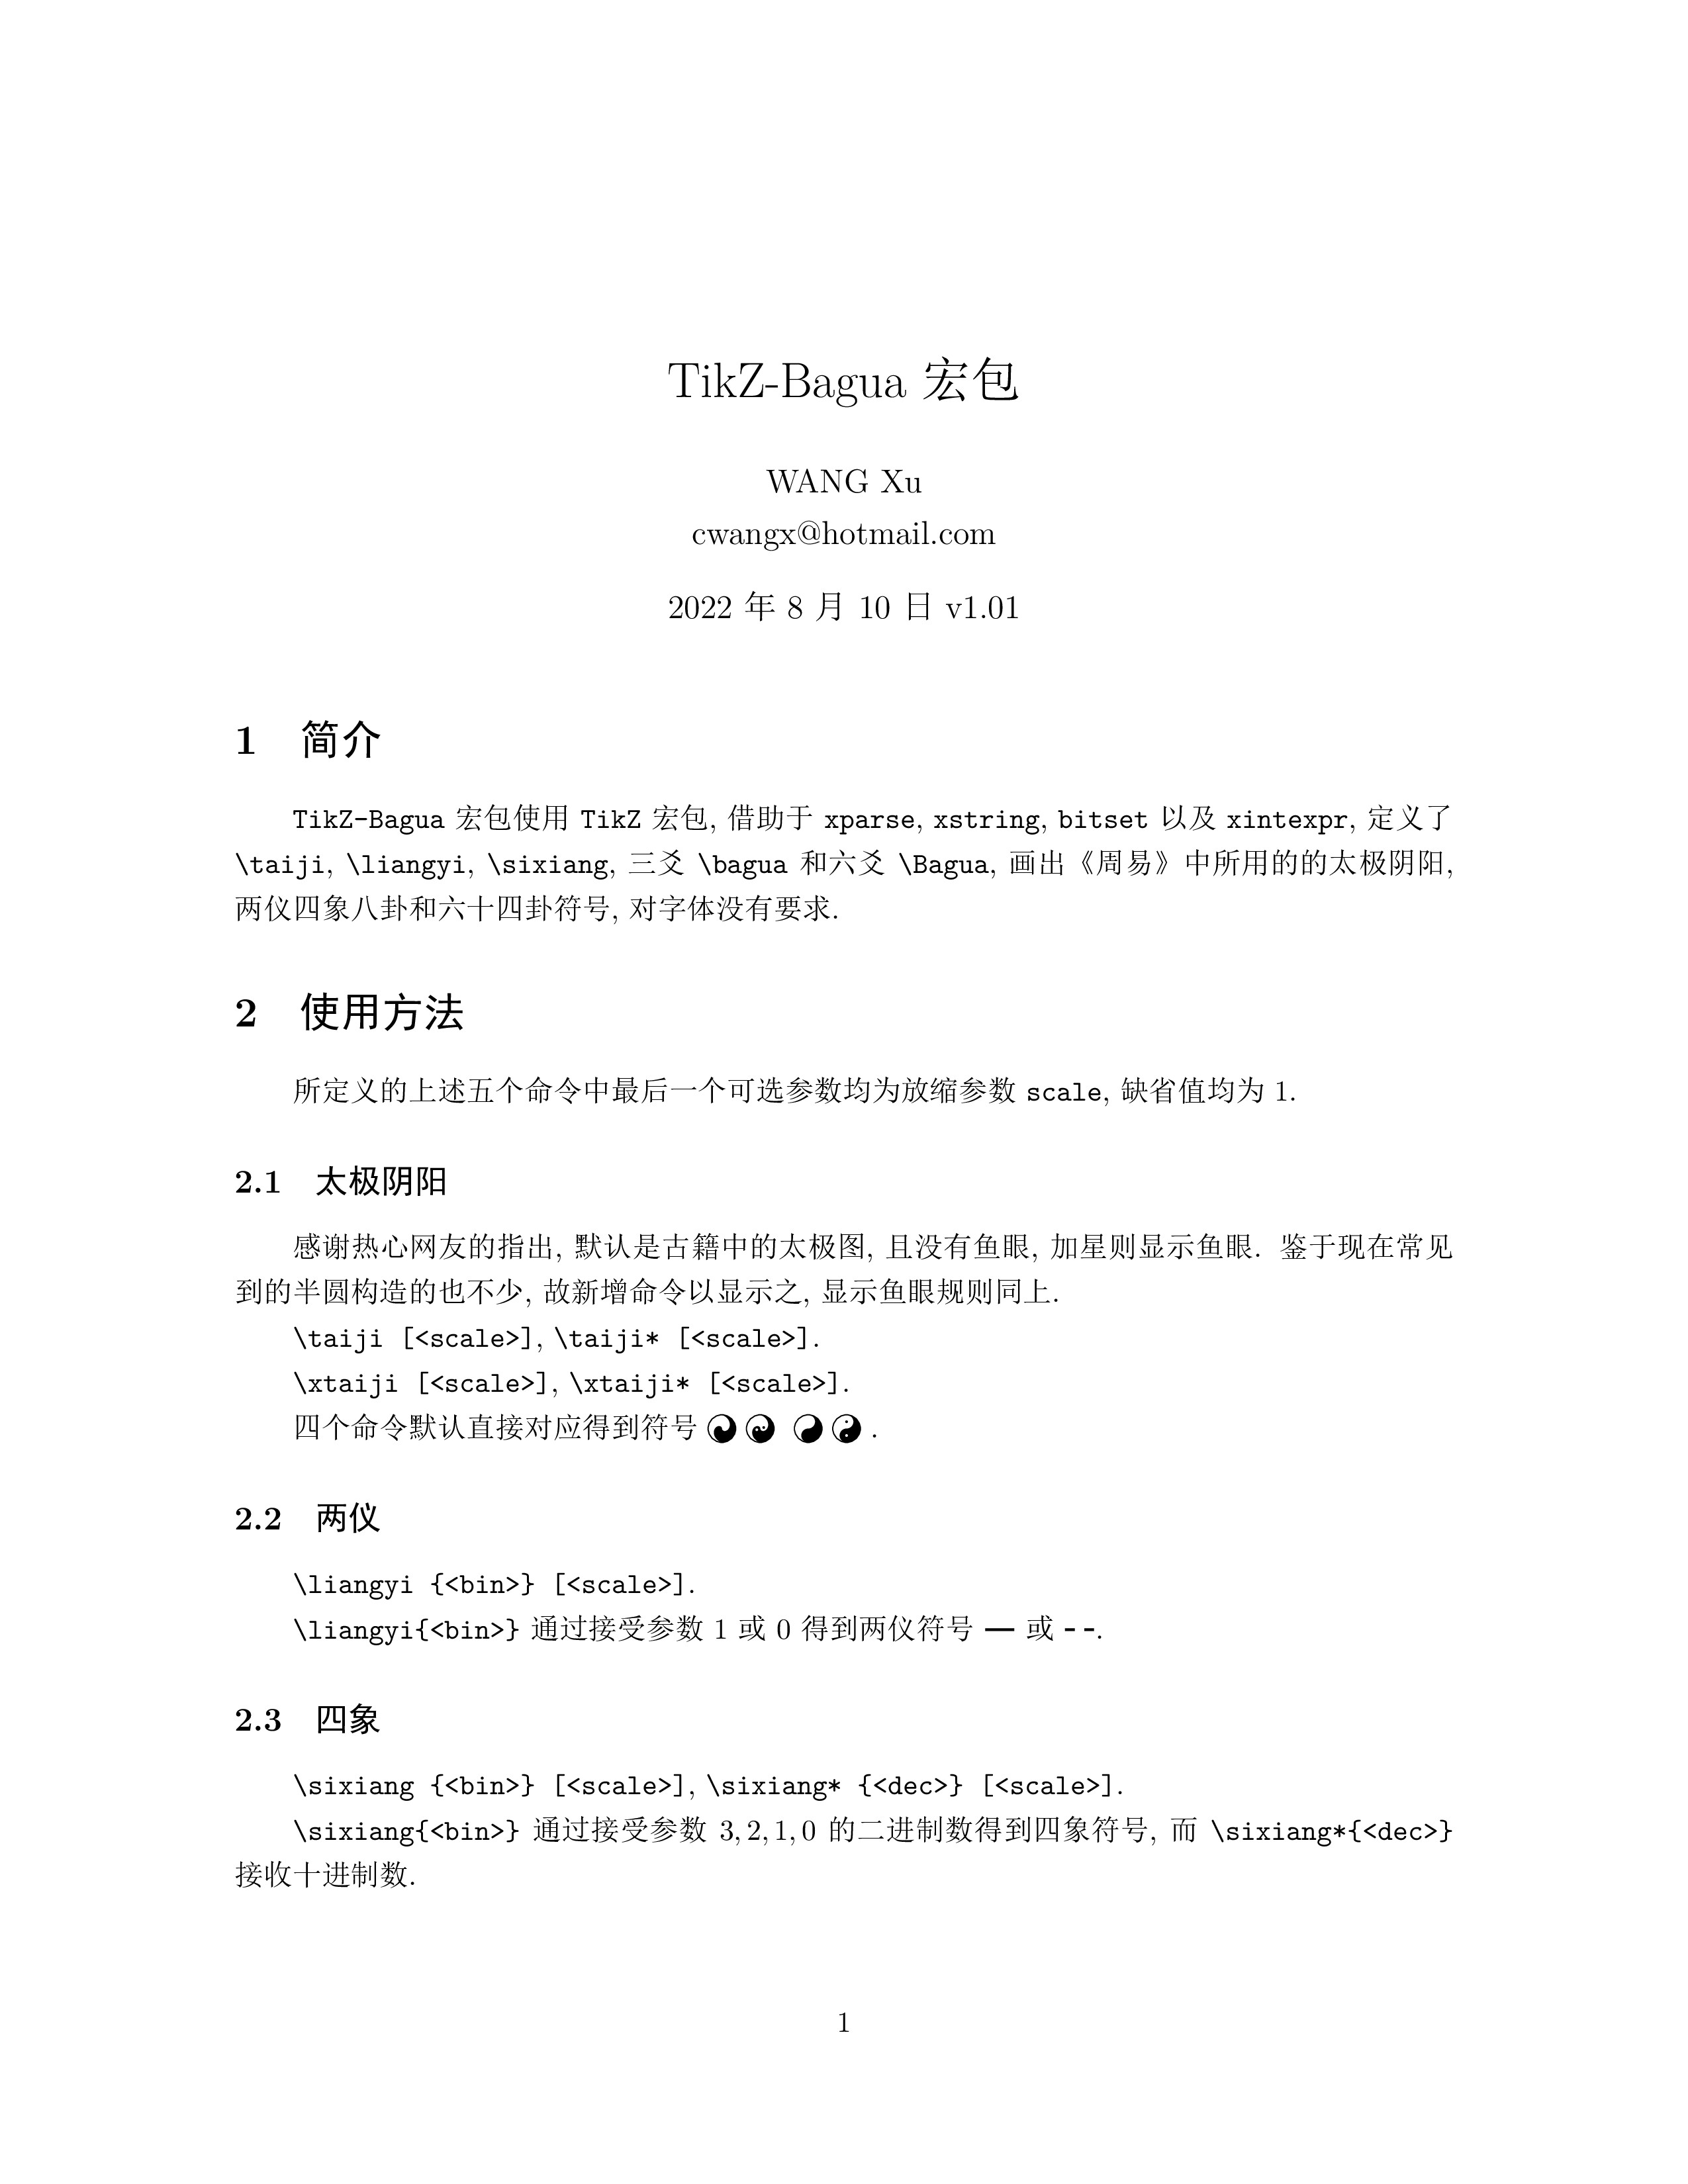 TikZ-Bagua 宏包
WANG Xu
cwangx@hotmail.com
2022 年 8 月 10 日 v1.01
1 简介
TikZ-Bagua 宏包使用 TikZ 宏包, 借助于 xparse, xstring, bitset 以及 xintexpr, 定义了
\taiji, \liangyi, \sixiang, 三爻 \bagua 和六爻 \Bagua, 画出《周易》中所用的的太极阴阳,
两仪四象八卦和六十四卦符号, 对字体没有要求.
2 使用方法
所定义的上述五个命令中最后一个可选参数均为放缩参数 scale, 缺省值均为 1.
2.1 太极阴阳
感谢热心网友的指出, 默认是古籍中的太极图, 且没有鱼眼, 加星则显示鱼眼. 鉴于现在常见
到的半圆构造的也不少, 故新增命令以显示之, 显示鱼眼规则同上.
\taiji [<scale>], \taiji* [<scale>].
\xtaiji [<scale>], \xtaiji* [<scale>].
四个命令默认直接对应得到符号 ☯ ☯ ☯ ☯ .
2.2 两仪
\liangyi {<bin>} [<scale>].
\liangyi{<bin>} 通过接受参数 1 或 0 得到两仪符号 — 或 - -.
2.3 四象
\sixiang {<bin>} [<scale>], \sixiang* {<dec>} [<scale>].
\sixiang{<bin>} 通过接受参数 3, 2, 1, 0 的二进制数得到四象符号, 而 \sixiang*{<dec>}
接收十进制数.
1